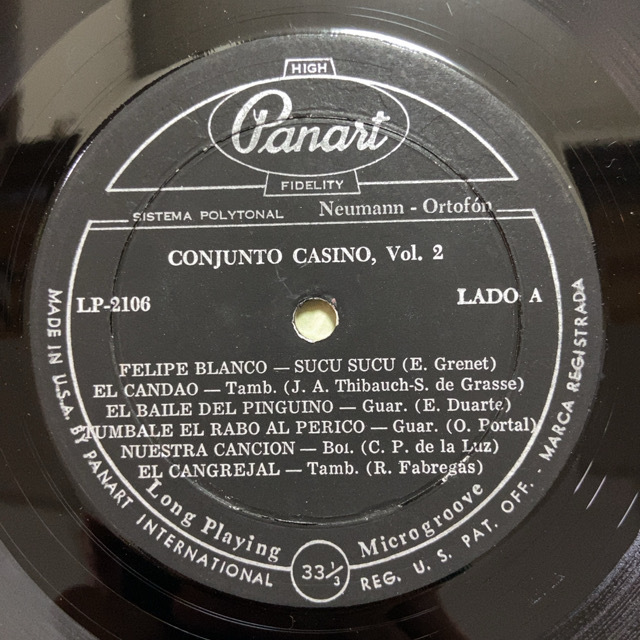 HIGH
Panart
FIDELITY
SISTEMA POLYTONAL Neumann - Ortofón
CONJUNTO CASINO, Vol. 2
LP-2106 LADO A
FELIPE BLANCO — SUCU SUCU (E. Grenet)
EL CANDAO — Tamb. (J. A. Thibauch-S. de Grasse)
EL BAILE DEL PINGUINO — Guar. (E. Duarte)
TUMBALE EL RABO AL PERICO — Guar. (O. Portal)
NUESTRA CANCION — Bol. (C. P. de la Luz)
EL CANGREJAL — Tamb. (R. Fabregás)
Long Playing 33⅓ Microgroove
MADE IN U.S.A. BY PANART INTERNATIONAL
REG. U. S. PAT. OFF. - MARCA REGISTRADA